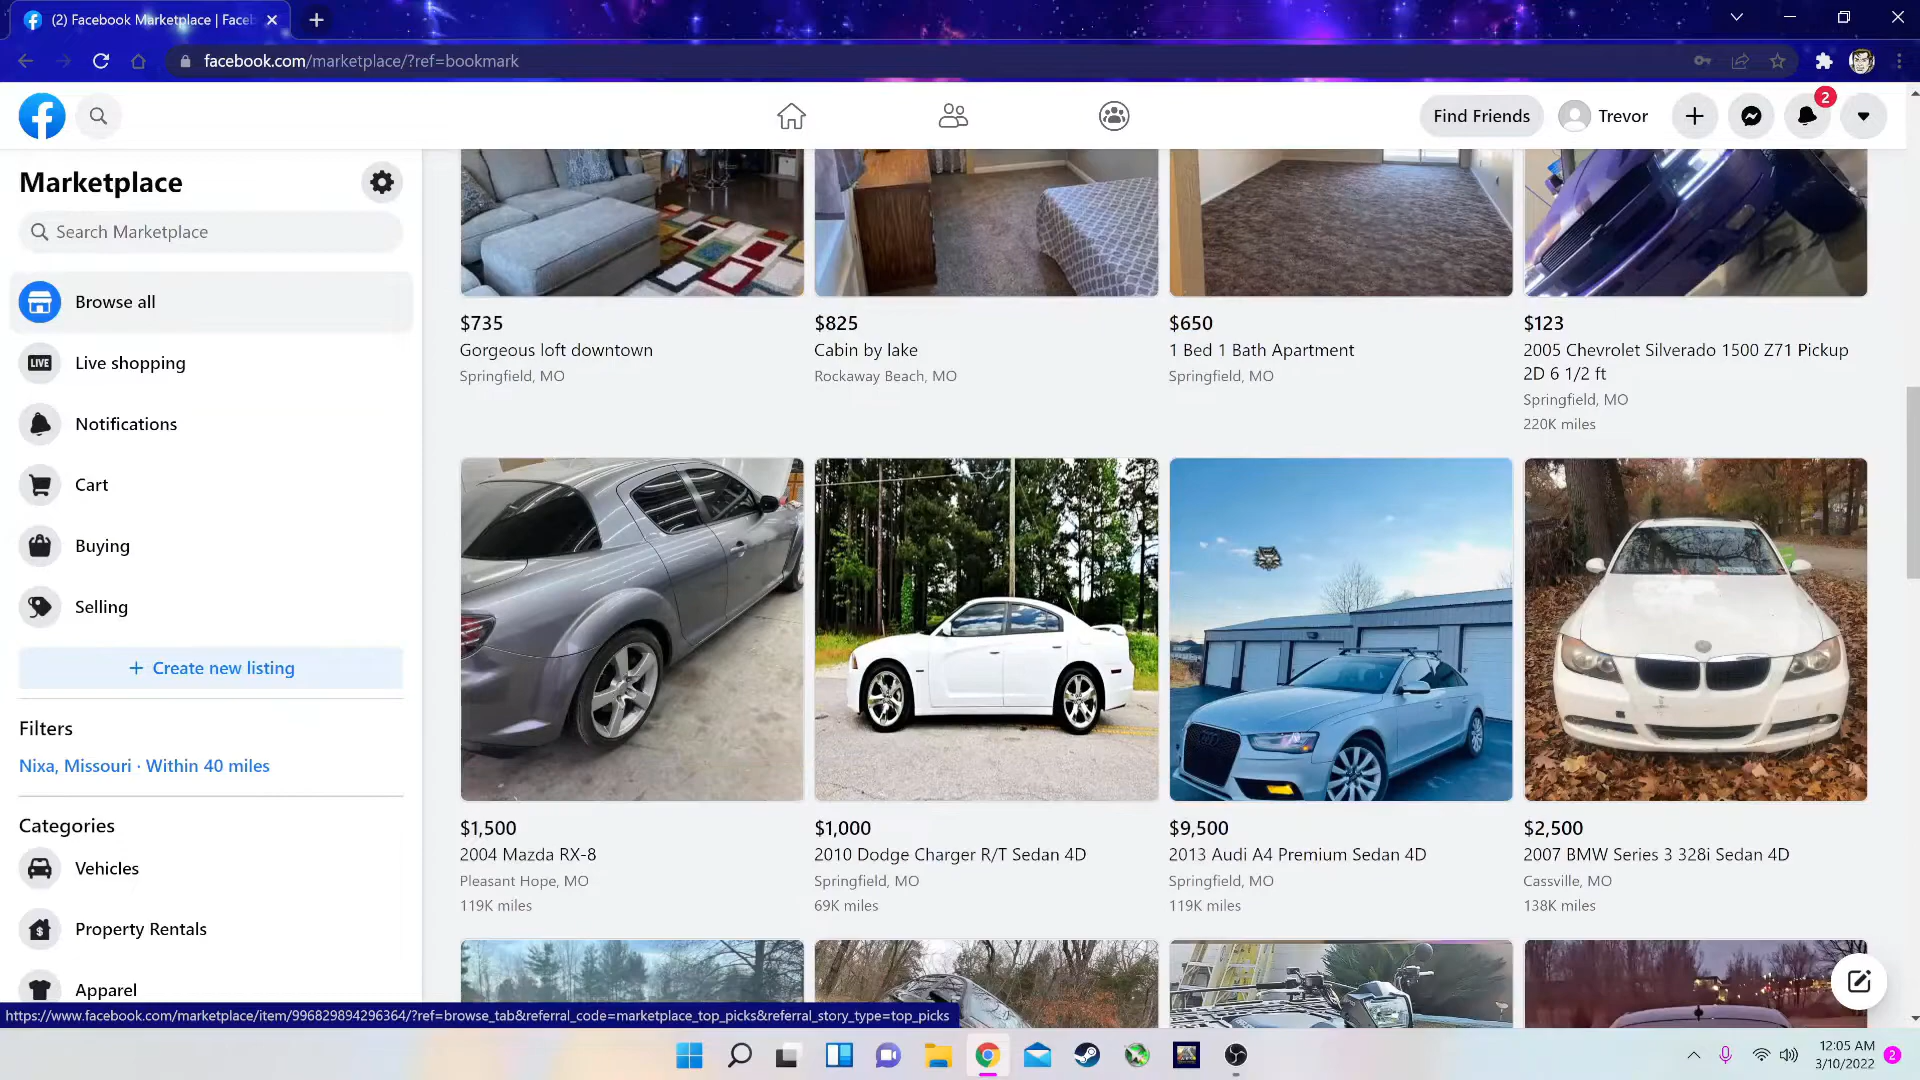 (2) Facebook Marketplace | Face
facebook.com/marketplace/?ref=bookmark
Find Friends
Trevor
2
Marketplace
Search Marketplace
Browse all
LIVE
Live shopping
Notifications
Cart
Buying
Selling
+ Create new listing
Filters
Nixa, Missouri · Within 40 miles
Categories
Vehicles
Property Rentals
Apparel
$735
Gorgeous loft downtown
Springfield, MO
$825
Cabin by lake
Rockaway Beach, MO
$650
1 Bed 1 Bath Apartment
Springfield, MO
$123
2005 Chevrolet Silverado 1500 Z71 Pickup
2D 6 1/2 ft
Springfield, MO
220K miles
$1,500
2004 Mazda RX-8
Pleasant Hope, MO
119K miles
$1,000
2010 Dodge Charger R/T Sedan 4D
Springfield, MO
69K miles
$9,500
2013 Audi A4 Premium Sedan 4D
Springfield, MO
119K miles
$2,500
2007 BMW Series 3 328i Sedan 4D
Cassville, MO
138K miles
https://www.facebook.com/marketplace/item/996829894296364/?ref=browse_tab&referral_code=marketplace_top_picks&referral_story_type=top_picks
12:05 AM
3/10/2022
2